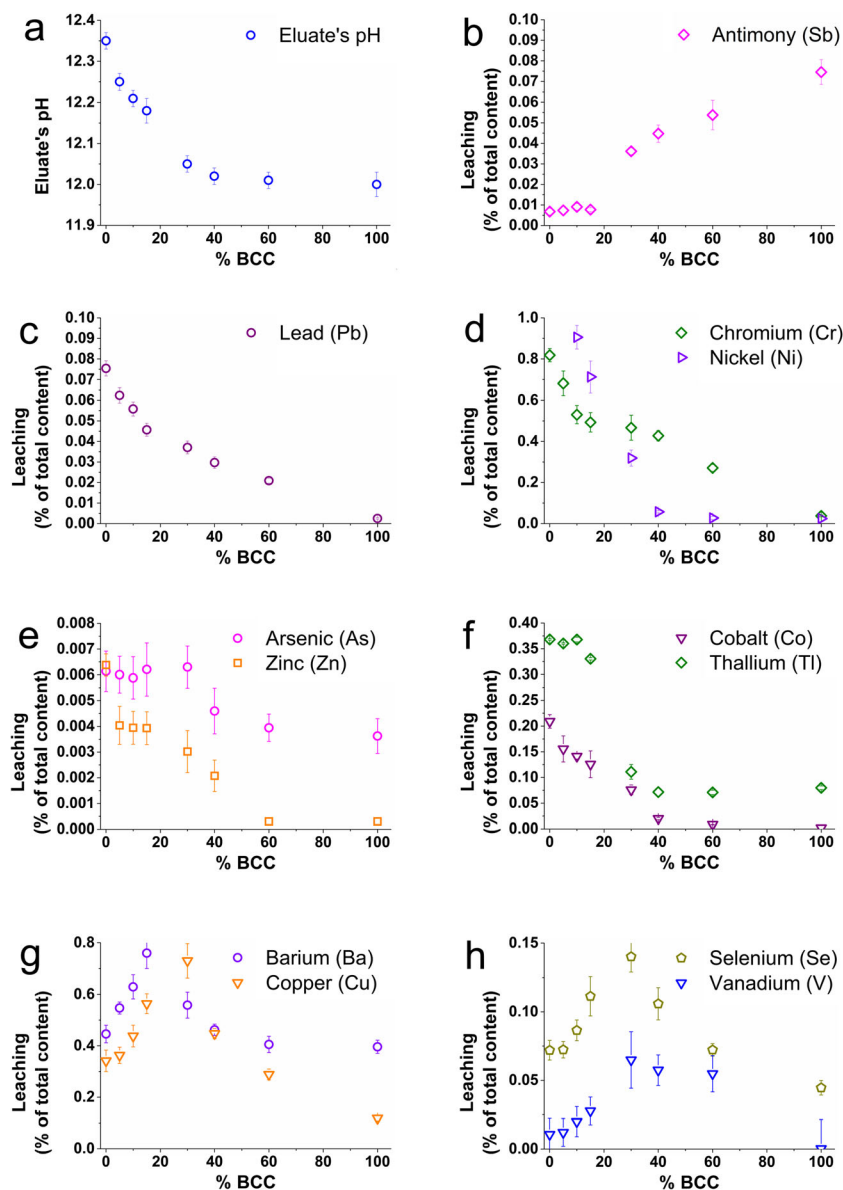 a
Eluate's pH
12.4
12.3
12.2
12.1
12.0
11.9
Eluate's pH
0 20 40 60 80 100
% BCC
b
Antimony (Sb)
0.10
0.09
0.08
0.07
0.06
0.05
0.04
0.03
0.02
0.01
0.00
Leaching
(% of total content)
0 20 40 60 80 100
% BCC
c
Lead (Pb)
0.10
0.09
0.08
0.07
0.06
0.05
0.04
0.03
0.02
0.01
0.00
Leaching
(% of total content)
0 20 40 60 80 100
% BCC
d
Chromium (Cr)
Nickel (Ni)
1.0
0.8
0.6
0.4
0.2
0.0
Leaching
(% of total content)
0 20 40 60 80 100
% BCC
e
Arsenic (As)
Zinc (Zn)
0.008
0.007
0.006
0.005
0.004
0.003
0.002
0.001
0.000
Leaching
(% of total content)
0 20 40 60 80 100
% BCC
f
Cobalt (Co)
Thallium (Tl)
0.40
0.35
0.30
0.25
0.20
0.15
0.10
0.05
0.00
Leaching
(% of total content)
0 20 40 60 80 100
% BCC
g
Barium (Ba)
Copper (Cu)
0.8
0.6
0.4
0.2
0.0
Leaching
(% of total content)
0 20 40 60 80 100
% BCC
h
Selenium (Se)
Vanadium (V)
0.15
0.10
0.05
0.00
Leaching
(% of total content)
0 20 40 60 80 100
% BCC